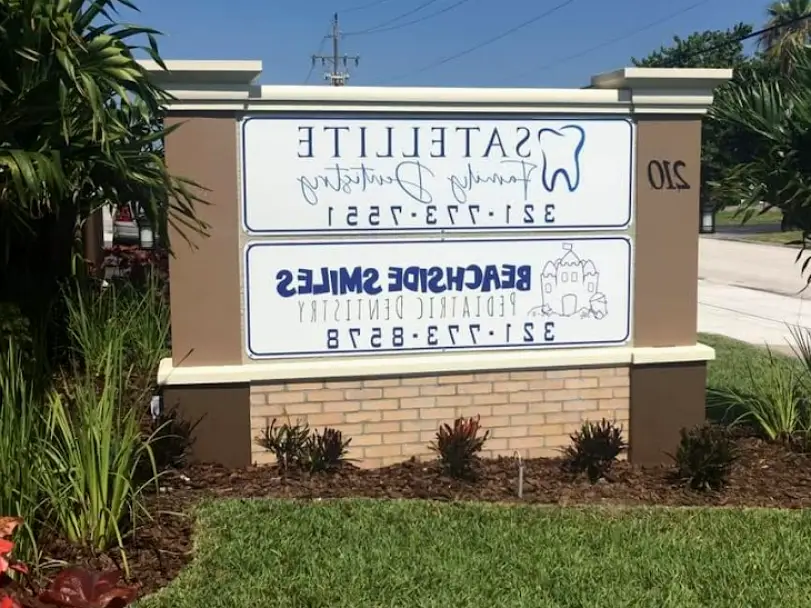 SATELLITE
Family Dentistry
321-773-7551
BEACHSIDE SMILES
PEDIATRIC DENTISTRY
321-773-8578
210